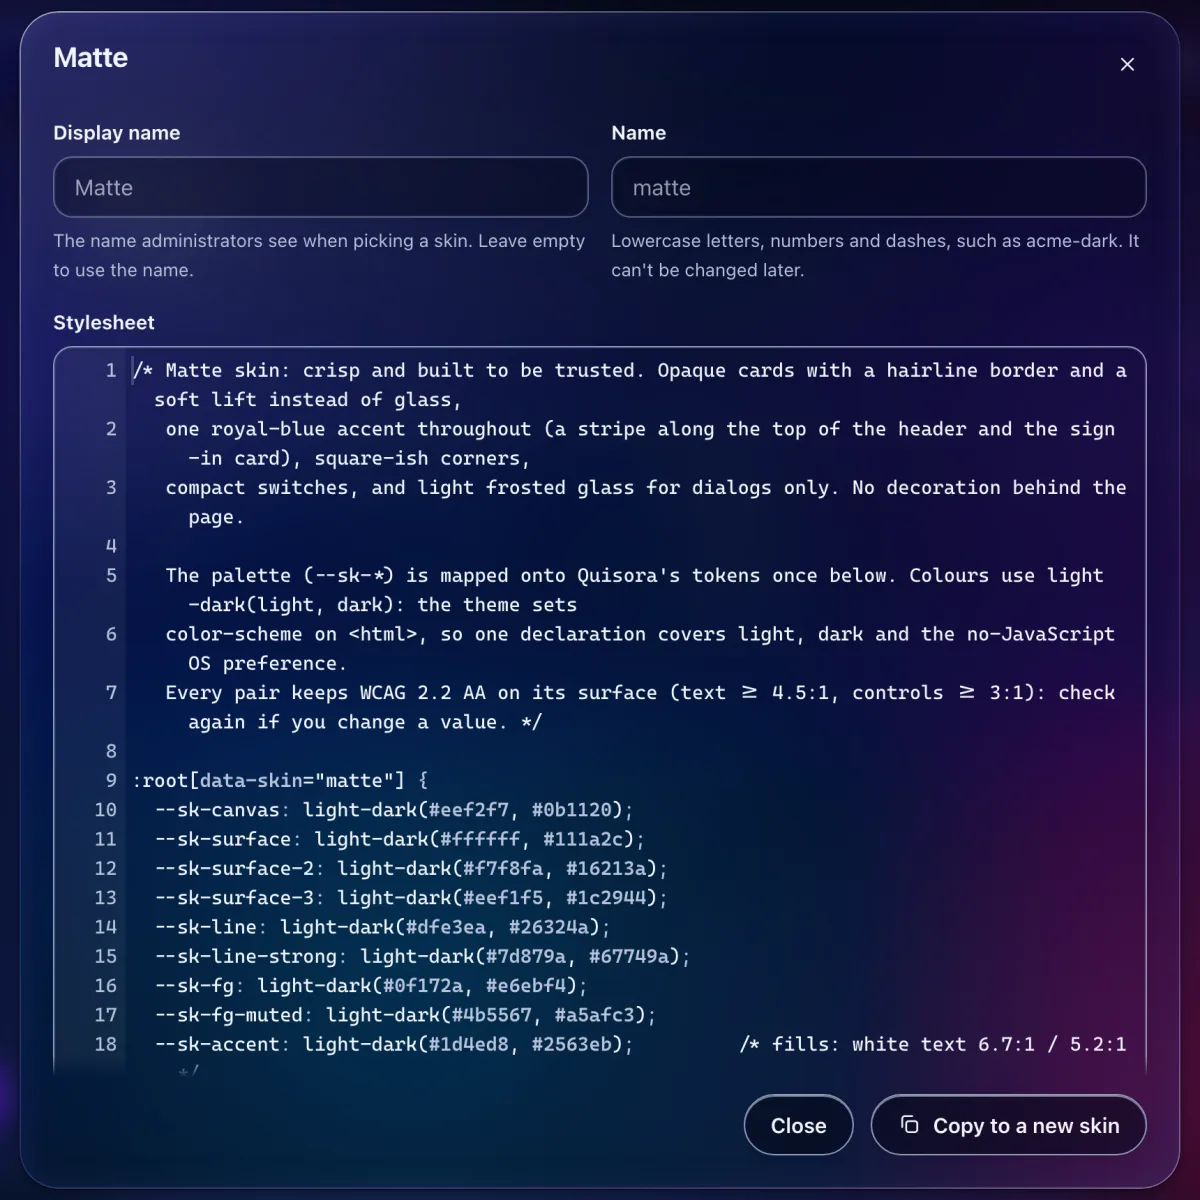 Matte
Display name
Name
Matte
matte
The name administrators see when picking a skin. Leave empty
to use the name.
Lowercase letters, numbers and dashes, such as acme-dark. It
can't be changed later.
Stylesheet
1 /* Matte skin: crisp and built to be trusted. Opaque cards with a hairline border and a
soft lift instead of glass,
2 one royal-blue accent throughout (a stripe along the top of the header and the sign
-in card), square-ish corners,
3 compact switches, and light frosted glass for dialogs only. No decoration behind the
page.
4
5 The palette (--sk-*) is mapped onto Quisora's tokens once below. Colours use light
-dark(light, dark): the theme sets
6 color-scheme on <html>, so one declaration covers light, dark and the no-JavaScript
OS preference.
7 Every pair keeps WCAG 2.2 AA on its surface (text ≥ 4.5:1, controls ≥ 3:1): check
again if you change a value. */
8
9 :root[data-skin="matte"] {
10 --sk-canvas: light-dark(#eef2f7, #0b1120);
11 --sk-surface: light-dark(#ffffff, #111a2c);
12 --sk-surface-2: light-dark(#f7f8fa, #16213a);
13 --sk-surface-3: light-dark(#eef1f5, #1c2944);
14 --sk-line: light-dark(#dfe3ea, #26324a);
15 --sk-line-strong: light-dark(#7d879a, #67749a);
16 --sk-fg: light-dark(#0f172a, #e6ebf4);
17 --sk-fg-muted: light-dark(#4b5567, #a5afc3);
18 --sk-accent: light-dark(#1d4ed8, #2563eb); /* fills: white text 6.7:1 / 5.2:1
*/
Close
Copy to a new skin